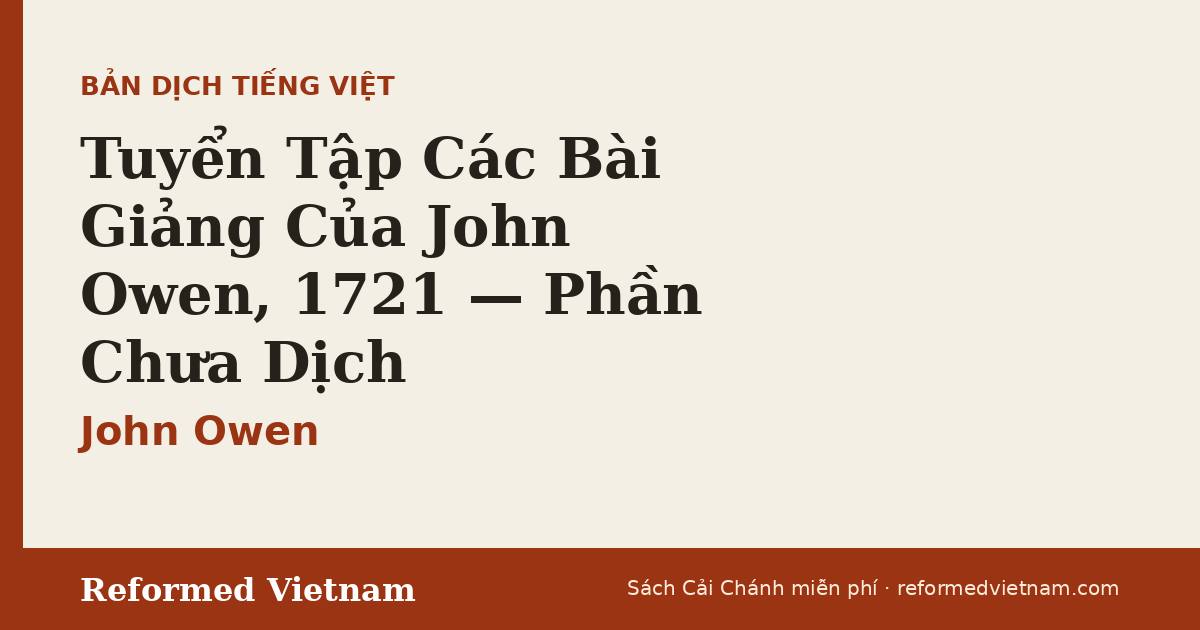 BẢN DỊCH TIẾNG VIỆT
Tuyển Tập Các Bài
Giảng Của John
Owen, 1721 — Phần
Chưa Dịch
John Owen
Reformed Vietnam
Sách Cải Chánh miễn phí · reformedvietnam.com